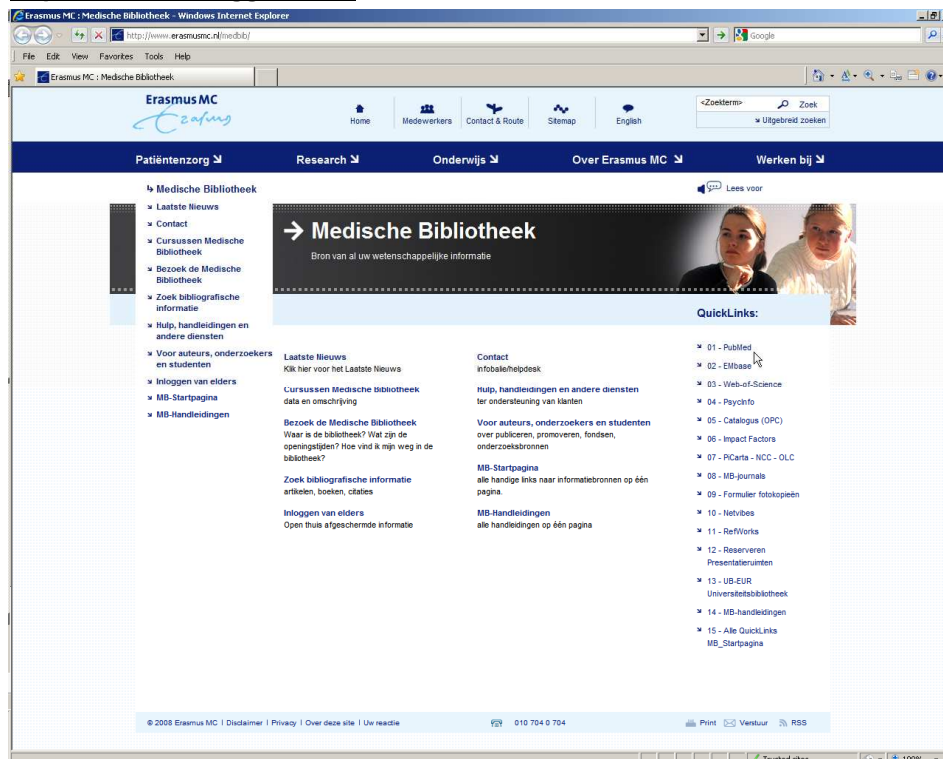 Erasmus MC : Medische Bibliotheek - Windows Internet Explorer
http://www.erasmusmc.nl/medbib/
Google
File Edit View Favorites Tools Help
Erasmus MC : Medische Bibliotheek
Erasmus MC
Erasmus
Home Medewerkers Contact & Route Sitemap English
<Zoekterm> Zoek
Uitgebreid zoeken
Patiëntenzorg Research Onderwijs Over Erasmus MC Werken bij
Medische Bibliotheek
Lees voor
Laatste Nieuws
Contact
Cursussen Medische
Bibliotheek
Bezoek de Medische
Bibliotheek
Zoek bibliografische
informatie
Hulp, handleidingen en
andere diensten
Voor auteurs, onderzoekers
en studenten
Inloggen van elders
MB-Startpagina
MB-Handleidingen
Medische Bibliotheek
Bron van al uw wetenschappelijke informatie
Laatste Nieuws
Klik hier voor het Laatste Nieuws
Cursussen Medische Bibliotheek
data en omschrijving
Bezoek de Medische Bibliotheek
Waar is de bibliotheek? Wat zijn de
openingstijden? Hoe vind ik mijn weg in de
bibliotheek?
Zoek bibliografische informatie
artikelen, boeken, citaties
Inloggen van elders
Open thuis afgeschermde informatie
Contact
infobalie/helpdesk
Hulp, handleidingen en andere diensten
ter ondersteuning van klanten
Voor auteurs, onderzoekers en studenten
over publiceren, promoveren, fondsen,
onderzoeksbronnen
MB-Startpagina
alle handige links naar informatiebronnen op één
pagina.
MB-Handleidingen
alle handleidingen op één pagina
QuickLinks:
01 - PubMed
02 - EMbase
03 - Web-of-Science
04 - PsycInfo
05 - Catalogus (OPC)
06 - Impact Factors
07 - PiCarta - NCC - OLC
08 - MB-journals
09 - Formulier fotokopieën
10 - Netvibes
11 - RefWorks
12 - Reserveren
Presentatieruimten
13 - UB-EUR
Universiteitsbibliotheek
14 - MB-handleidingen
15 - Alle QuickLinks
MB_Startpagina
© 2008 Erasmus MC | Disclaimer | Privacy | Over deze site | Uw reactie
010 704 0 704
Print Verstuur RSS
Trusted sites 100%